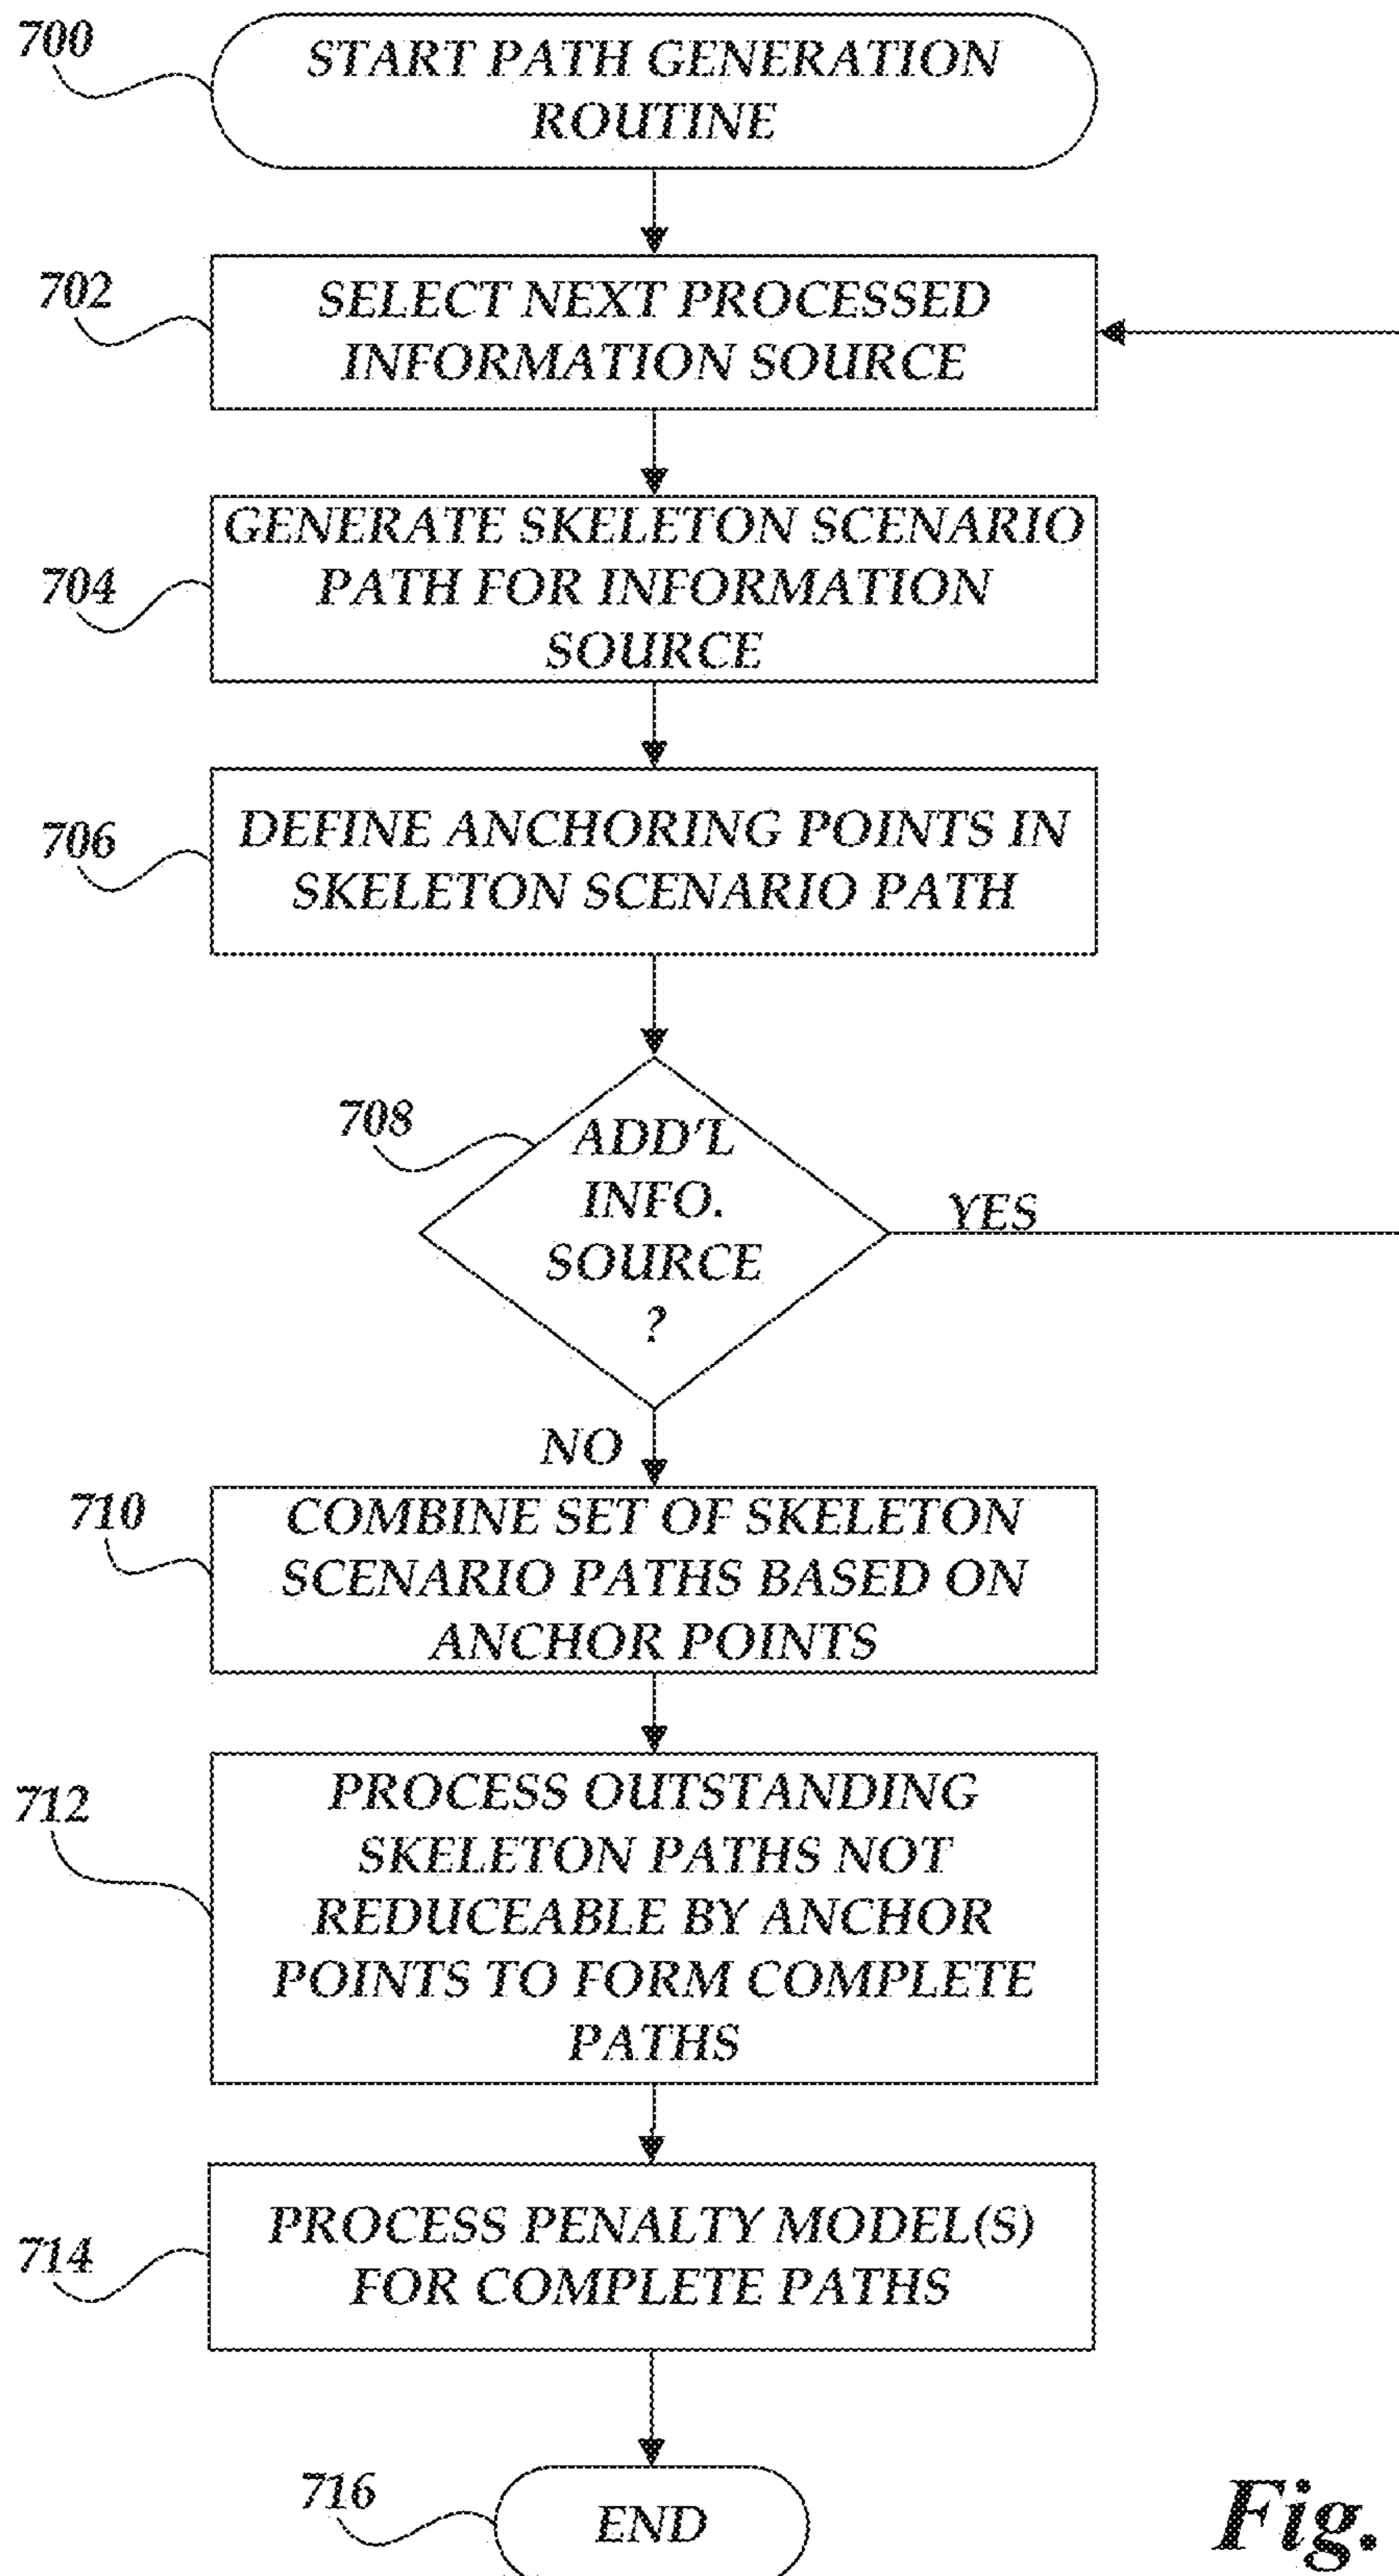 700
START PATH GENERATION
ROUTINE
702
SELECT NEXT PROCESSED
INFORMATION SOURCE
704
GENERATE SKELETON SCENARIO
PATH FOR INFORMATION
SOURCE
706
DEFINE ANCHORING POINTS IN
SKELETON SCENARIO PATH
708
ADD'L
INFO.
SOURCE
?
YES
NO
710
COMBINE SET OF SKELETON
SCENARIO PATHS BASED ON
ANCHOR POINTS
712
PROCESS OUTSTANDING
SKELETON PATHS NOT
REDUCEABLE BY ANCHOR
POINTS TO FORM COMPLETE
PATHS
714
PROCESS PENALTY MODEL(S)
FOR COMPLETE PATHS
716
END
Fig.